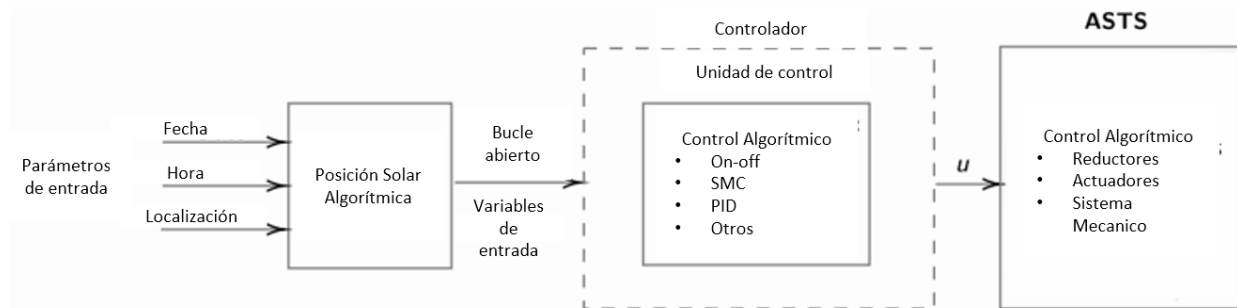 Parámetros
de entrada
Fecha
Hora
Localización
Posición Solar
Algorítmica
Bucle
abierto
Variables
de
entrada
Controlador
Unidad de control
Control Algorítmico
• On-off
• SMC
• PID
• Otros
u
ASTS
Control Algorítmico
• Reductores
• Actuadores
• Sistema
Mecanico